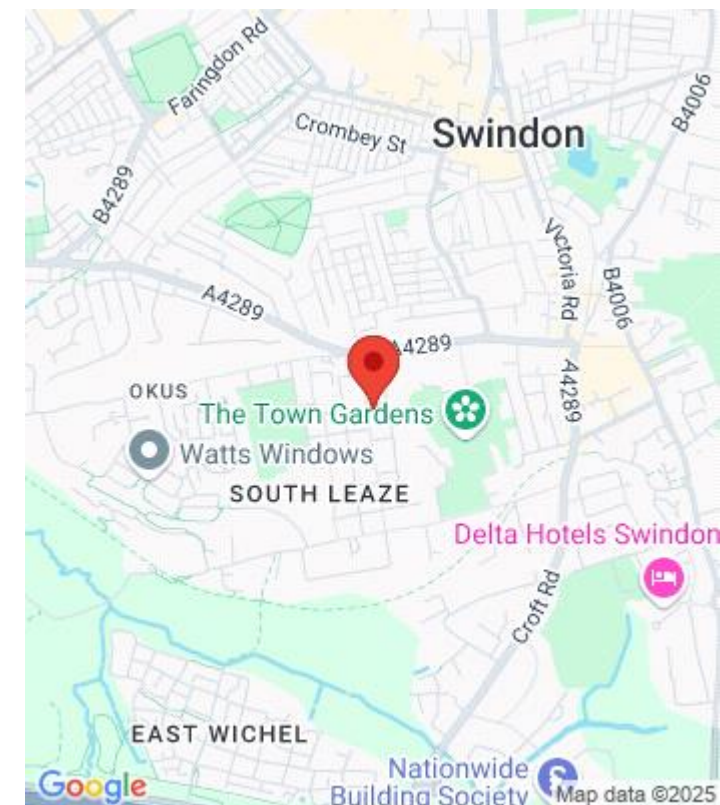 Faringdon Rd
B4006
Crombey St
Swindon
B4289
Victoria Rd
B4006
A4289
A4289
A4289
OKUS
The Town Gardens
Watts Windows
SOUTH LEAZE
Delta Hotels Swindon
Croft Rd
EAST WICHEL
Nationwide
Building Society
Google
Map data ©2025